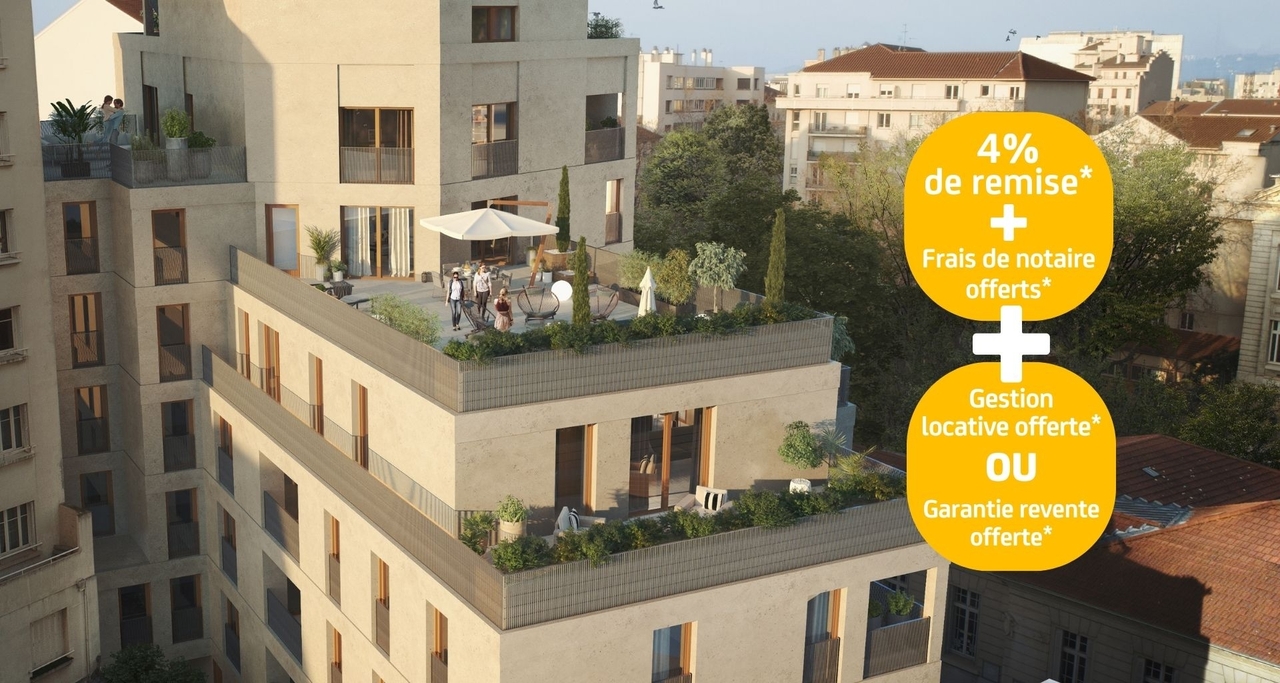 4%
de remise*
+
Frais de notaire
offerts*
+
Gestion
locative offerte*
OU
Garantie revente
offerte*